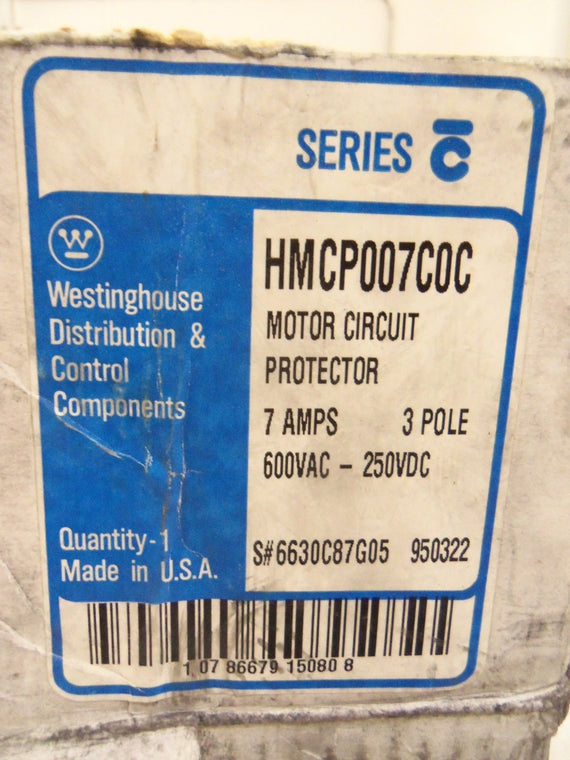 SERIES C
HMCP007C0C
MOTOR CIRCUIT
PROTECTOR
7 AMPS 3 POLE
600VAC - 250VDC
S#6630C87G05 950322
W
Westinghouse
Distribution &
Control
Components
Quantity-1
Made in U.S.A.
1 07 86679 15080 8